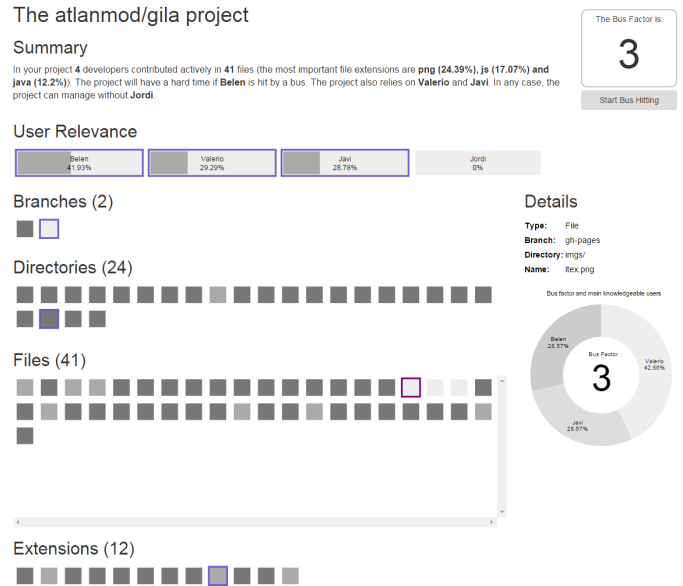 The atlanmod/gila project
The Bus Factor is:
3
Start Bus Hitting
Summary
In your project 4 developers contributed actively in 41 files (the most important file extensions are png (24.39%), js (17.07%) and
java (12.2%)). The project will have a hard time if Belen is hit by a bus. The project also relies on Valerio and Javi. In any case, the
project can manage without Jordi.
User Relevance
Belen
41.93%
Valerio
29.29%
Javi
28.78%
Jordi
0%
Branches (2)
Details
Type: File
Branch: gh-pages
Directory: imgs/
Name: ltex.png
Directories (24)
Bus factor and main knowledgeable users
Belen
28.57%
Valerio
42.86%
Javi
28.57%
Bus Factor
3
Files (41)
Extensions (12)